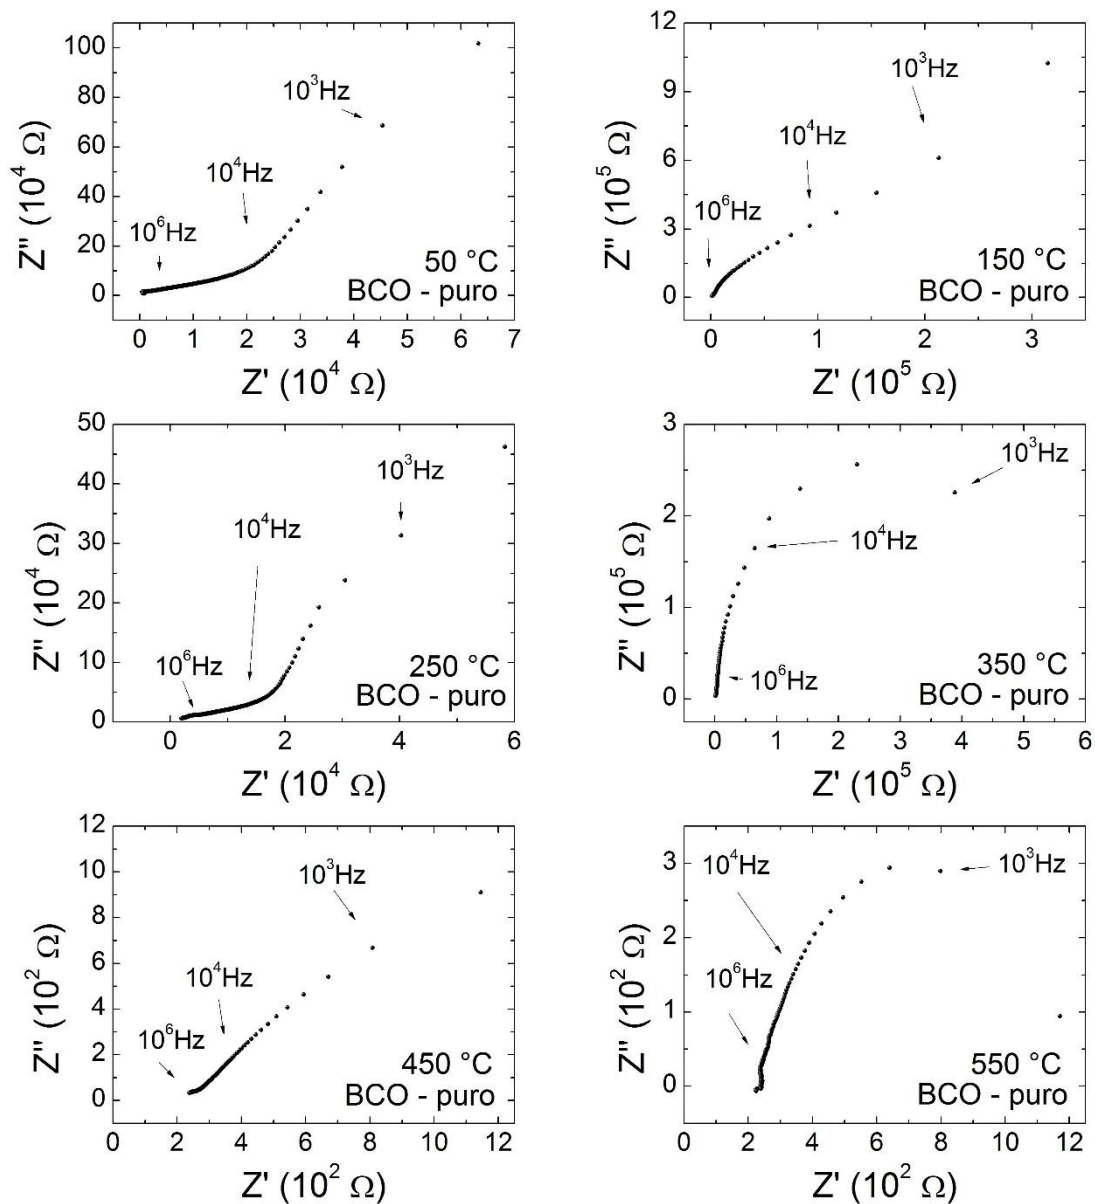 100
80
60
40
20
0
Z'' (10⁴ Ω)
10³Hz
10⁴Hz
10⁶Hz
50 °C
BCO - puro
0 1 2 3 4 5 6 7
Z' (10⁴ Ω)
12
9
6
3
0
Z'' (10⁵ Ω)
10³Hz
10⁴Hz
10⁶Hz
150 °C
BCO - puro
0 1 2 3
Z' (10⁵ Ω)
50
40
30
20
10
0
Z'' (10⁴ Ω)
10³Hz
10⁴Hz
10⁶Hz
250 °C
BCO - puro
0 2 4 6
Z' (10⁴ Ω)
3
2
1
0
Z'' (10⁵ Ω)
10³Hz
10⁴Hz
10⁶Hz
350 °C
BCO - puro
0 1 2 3 4 5 6
Z' (10⁵ Ω)
12
10
8
6
4
2
0
Z'' (10² Ω)
10³Hz
10⁴Hz
10⁶Hz
450 °C
BCO - puro
0 2 4 6 8 10 12
Z' (10² Ω)
3
2
1
0
Z'' (10² Ω)
10⁴Hz
10³Hz
10⁶Hz
550 °C
BCO - puro
0 2 4 6 8 10 12
Z' (10² Ω)